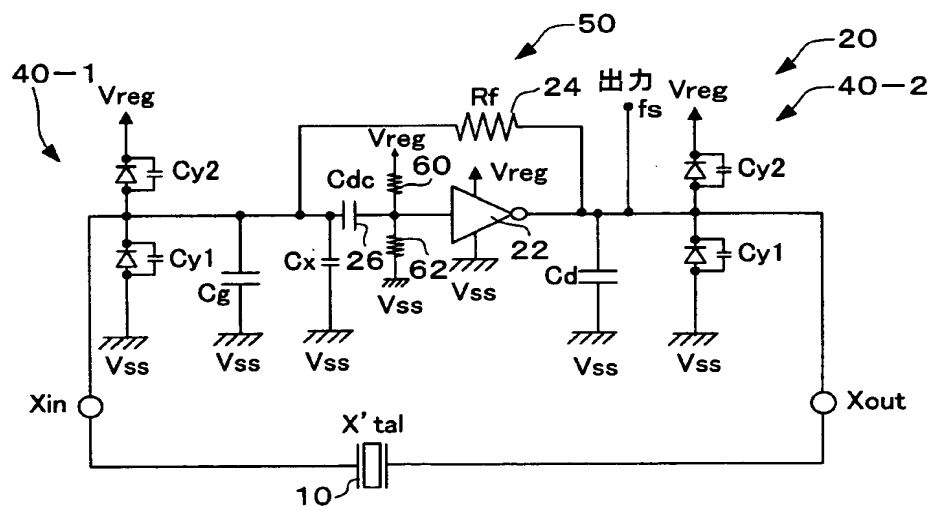 50
20
40-1
出力
40-2
Vreg
Rf
24
fs
Vreg
Vreg
60
Vreg
Cy2
Cdc
Cy2
Cy1
Cx
26
62
22
Cy1
Cg
Vss
Vss
Cd
Vss
Vss
Vss
Vss
Vss
Xin
Xout
X'tal
10